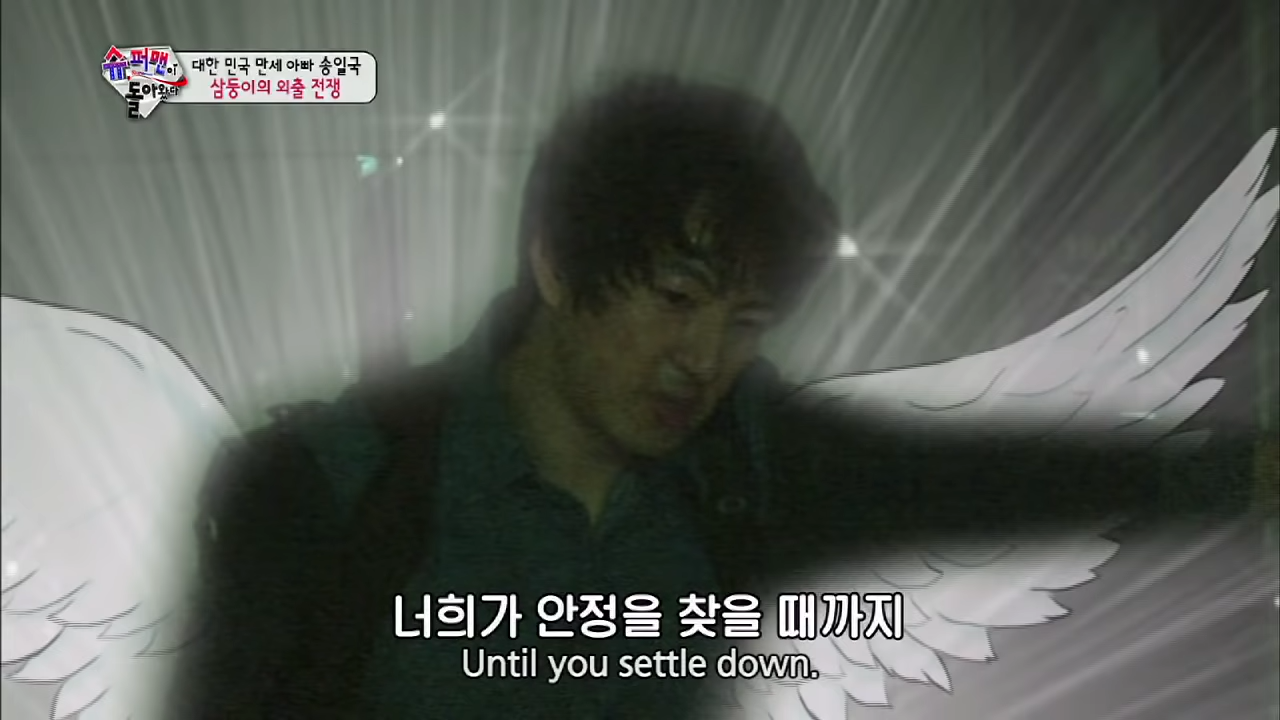 슈퍼맨이
돌아왔다
대한 민국 만세 아빠 송일국
삼둥이의 외출 전쟁
너희가 안정을 찾을 때까지
Until you settle down.